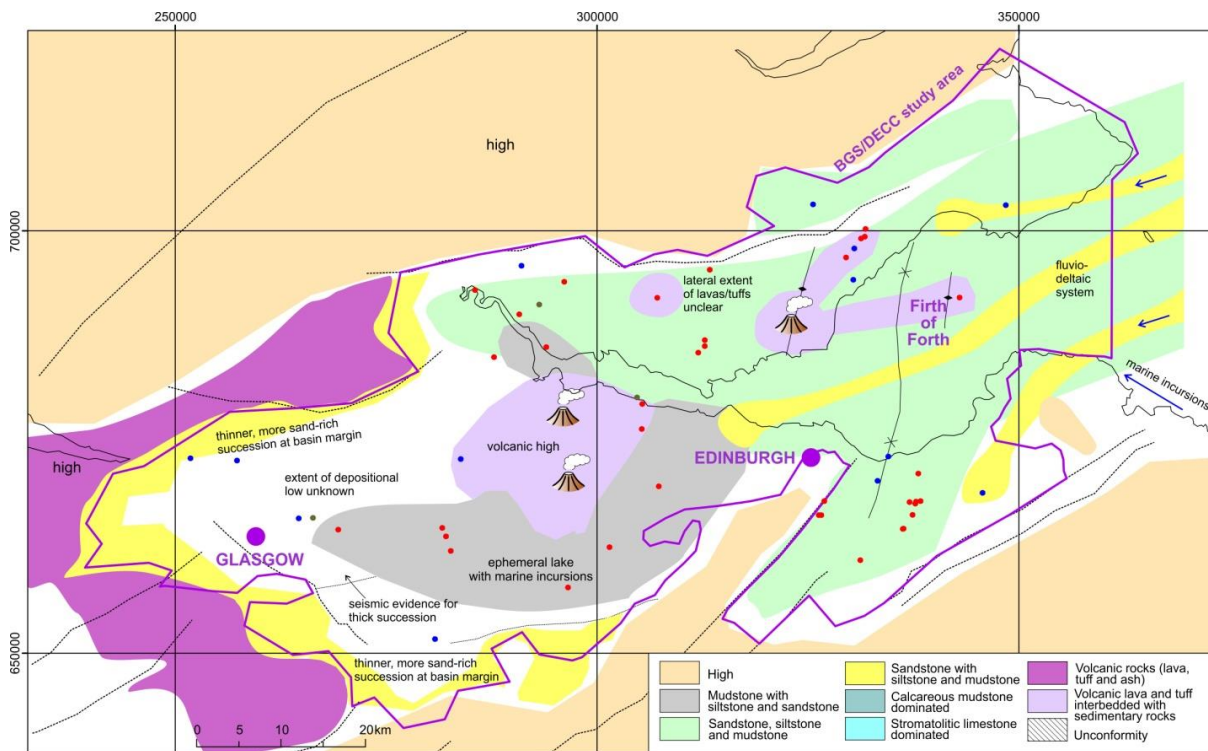 250000
300000
350000
700000
650000
high
BGS/DECC study area
lateral extent
of lavas/tuffs
unclear
fluvio-
deltaic
system
Firth
of
Forth
marine incursions
thinner, more sand-rich
succession at basin margin
high
volcanic high
EDINBURGH
extent of depositional
low unknown
GLASGOW
ephemeral lake
with marine incursions
seismic evidence for
thick succession
thinner, more sand-rich
succession at basin margin
0 5 10 20km
High
Mudstone with
siltstone and sandstone
Sandstone, siltstone
and mudstone
Sandstone with
siltstone and mudstone
Calcareous mudstone
dominated
Stromatolitic limestone
dominated
Volcanic rocks (lava,
tuff and ash)
Volcanic lava and tuff
interbedded with
sedimentary rocks
Unconformity